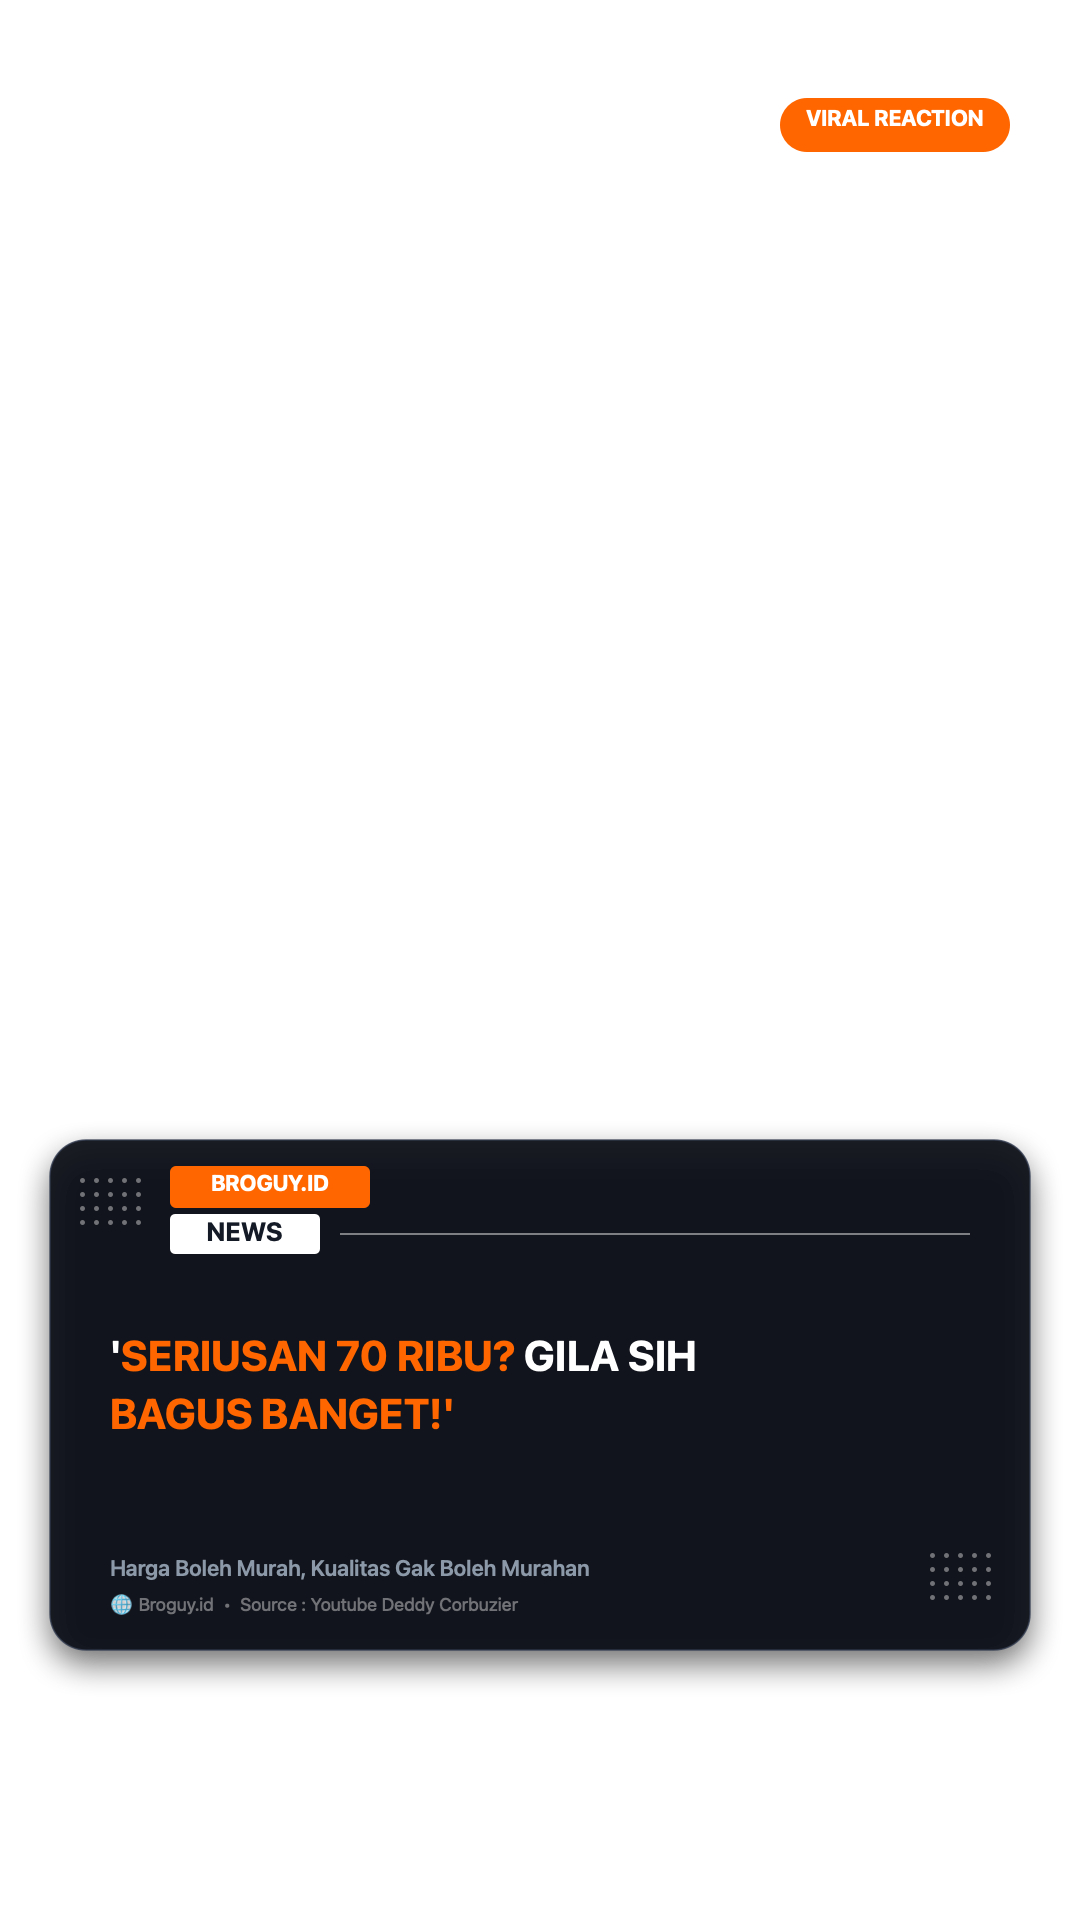 VIRAL REACTION
BROGUY.ID
NEWS
'SERIUSAN 70 RIBU? GILA SIH
BAGUS BANGET!'
Harga Boleh Murah, Kualitas Gak Boleh Murahan
🌐 Broguy.id • Source : Youtube Deddy Corbuzier